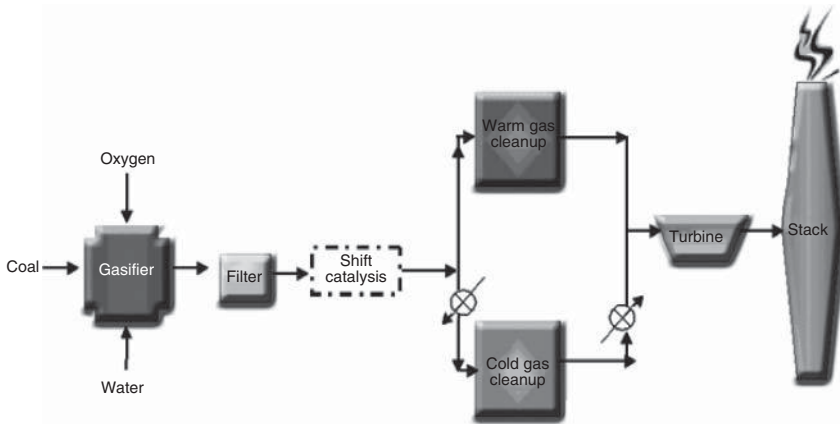 Oxygen
Coal
Gasifier
Water
Filter
Shift
catalysis
Warm gas
cleanup
Cold gas
cleanup
Turbine
Stack